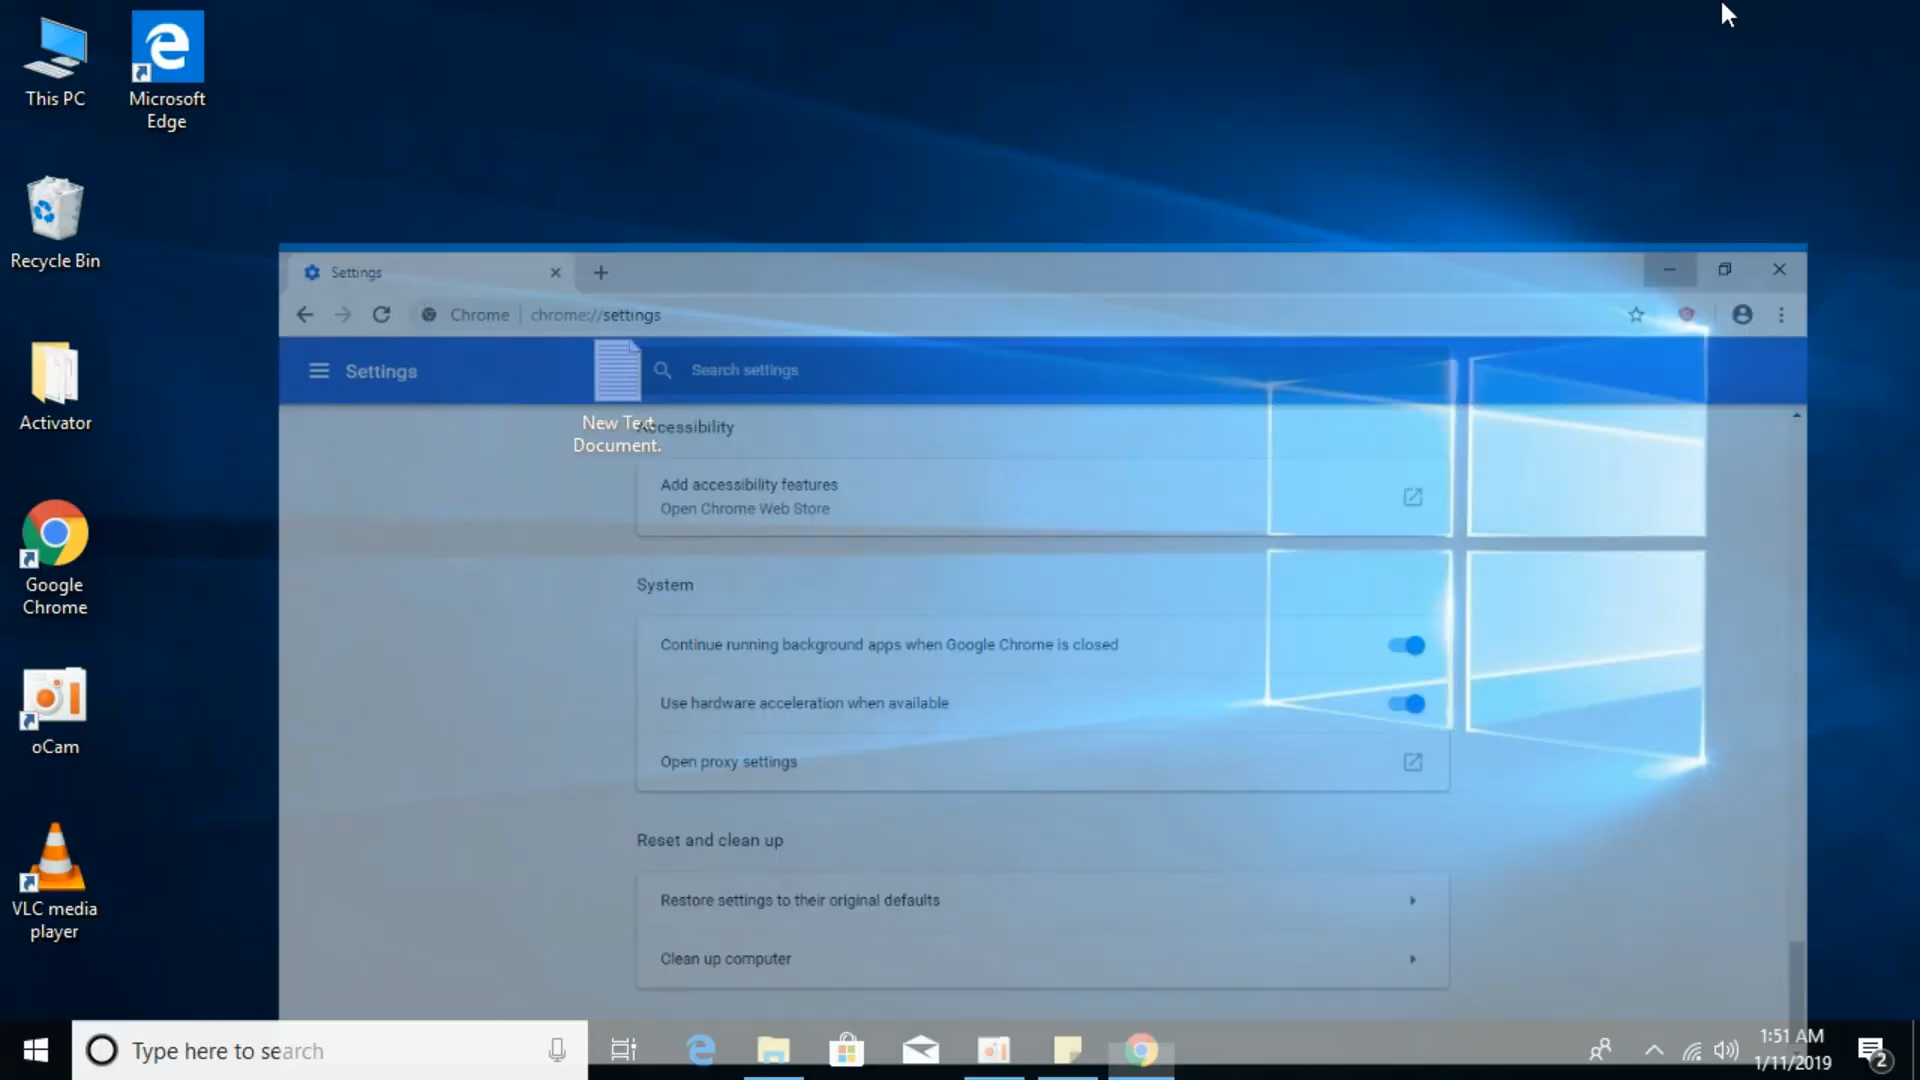 This PC
Microsoft
Edge
Recycle Bin
Activator
Google
Chrome
oCam
VLC media
player
Settings
Chrome
chrome://settings
Settings
Search settings
New Text
Document.
Accessibility
Add accessibility features
Open Chrome Web Store
System
Continue running background apps when Google Chrome is closed
Use hardware acceleration when available
Open proxy settings
Reset and clean up
Restore settings to their original defaults
Clean up computer
Type here to search
1:51 AM
1/11/2019
2